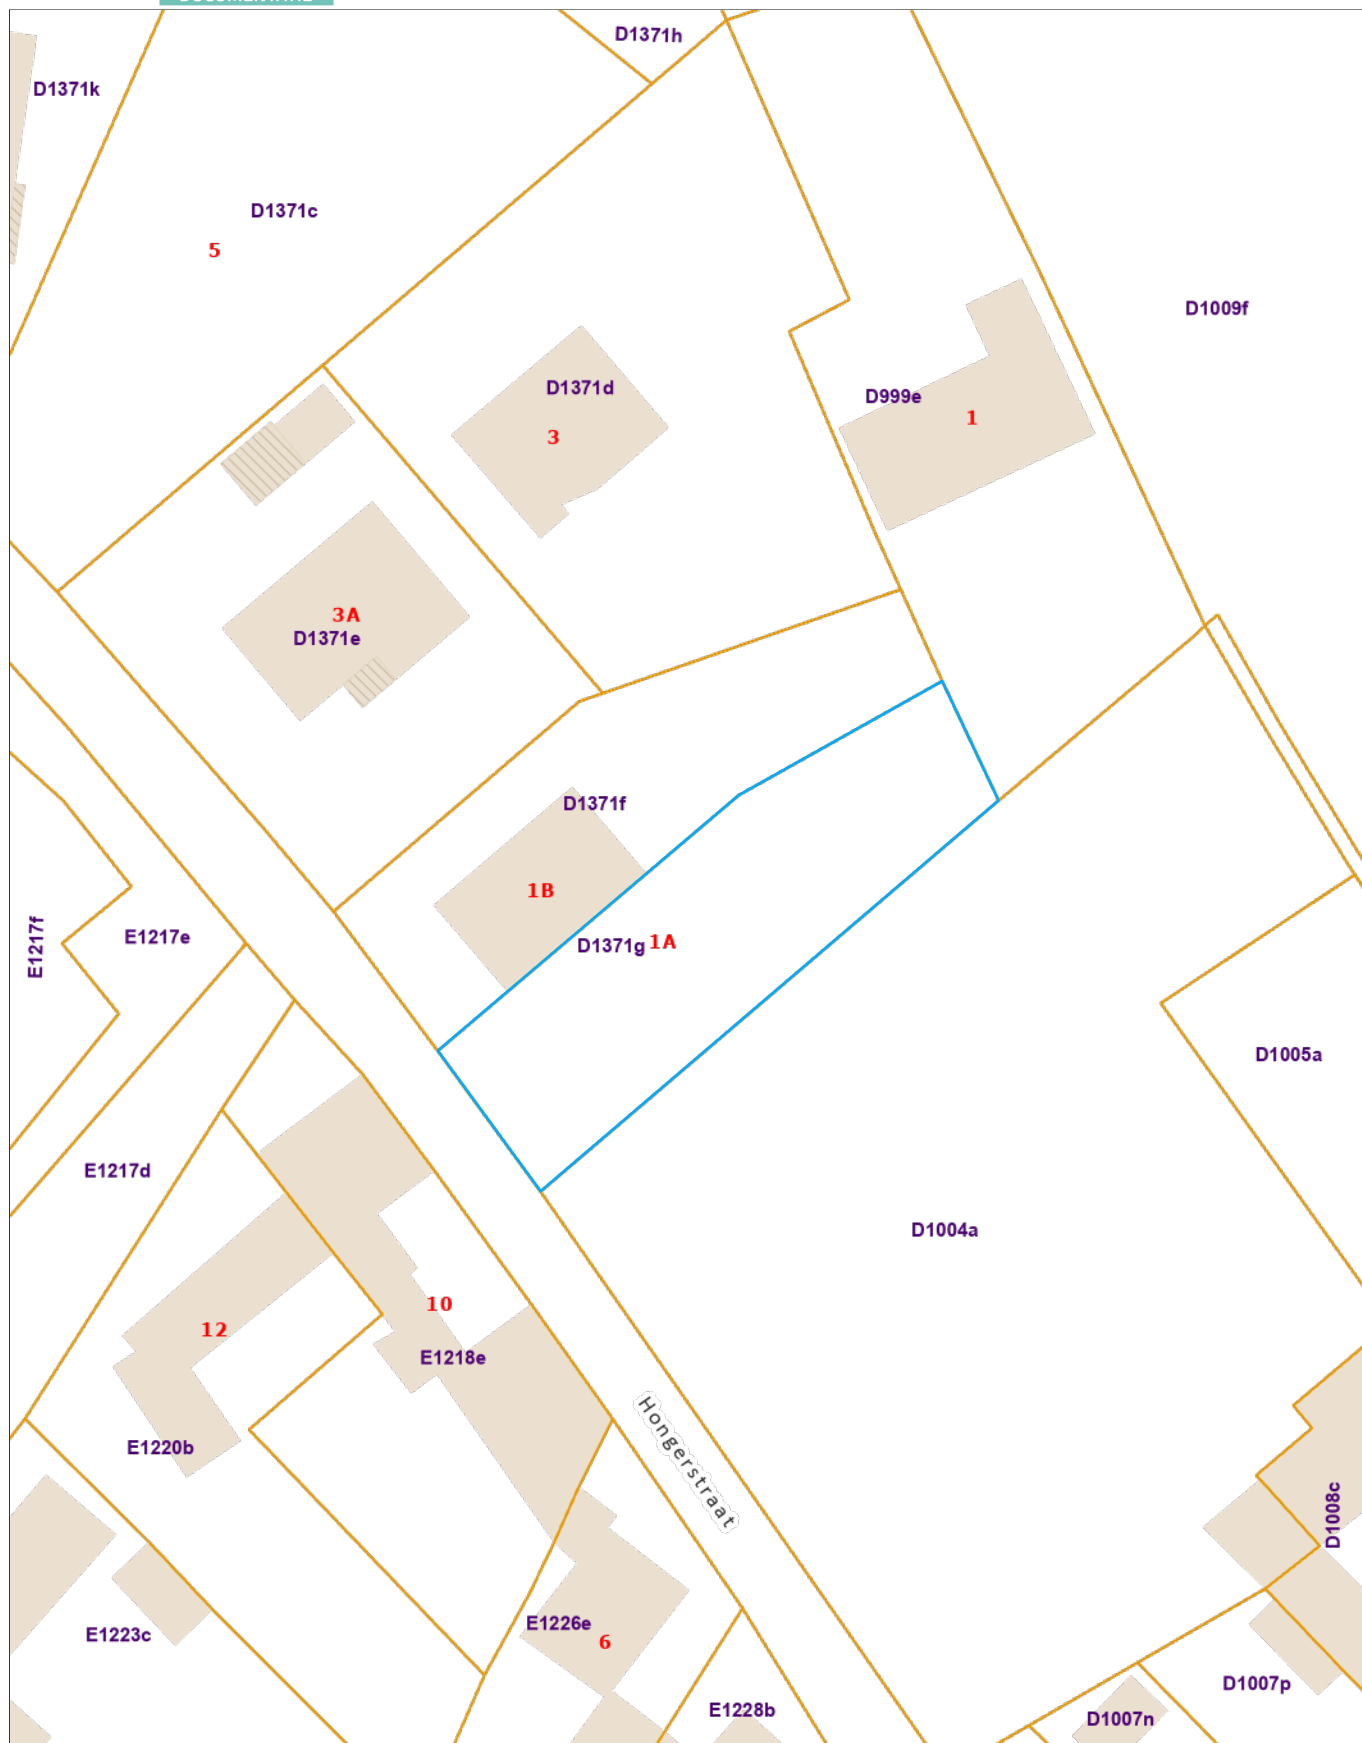 D1371h
D1371k
D1371c
5
D1009f
D1371d
D999e
1
3
3A
D1371e
D1371f
1B
E1217f
E1217e
D1371g
1A
D1005a
E1217d
D1004a
10
12
E1218e
Hongerstraat
E1220b
D1008c
E1226e
E1223c
6
D1007p
E1228b
D1007n